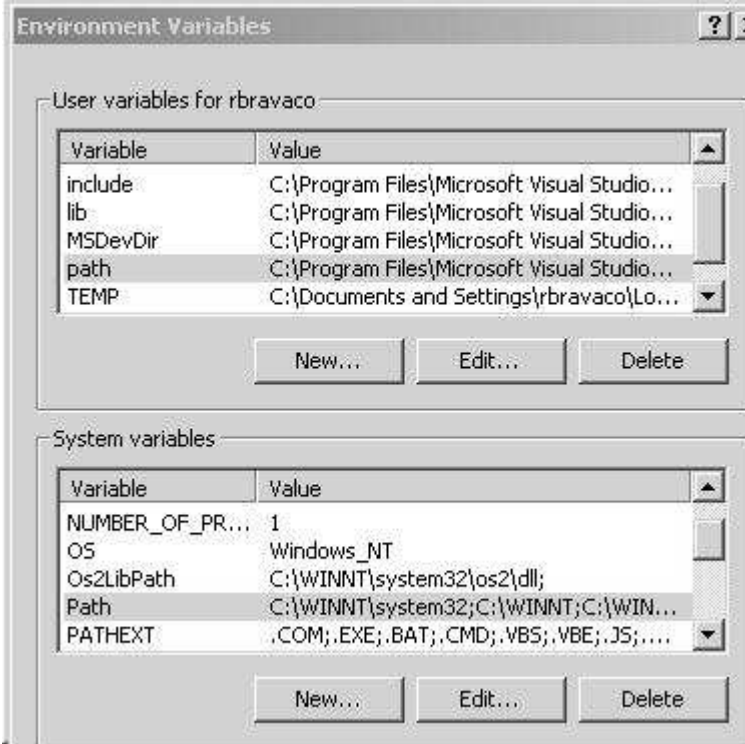 Environment Variables
User variables for rbravaco
Variable Value
include C:\Program Files\Microsoft Visual Studio...
lib C:\Program Files\Microsoft Visual Studio...
MSDevDir C:\Program Files\Microsoft Visual Studio...
path C:\Program Files\Microsoft Visual Studio...
TEMP C:\Documents and Settings\rbravaco\Lo...
New... Edit... Delete
System variables
Variable Value
NUMBER_OF_PR... 1
OS Windows_NT
Os2LibPath C:\WINNT\system32\os2\dll;
Path C:\WINNT\system32;C:\WINNT;C:\WIN...
PATHEXT .COM;.EXE;.BAT;.CMD;.VBS;.VBE;.JS;....
New... Edit... Delete